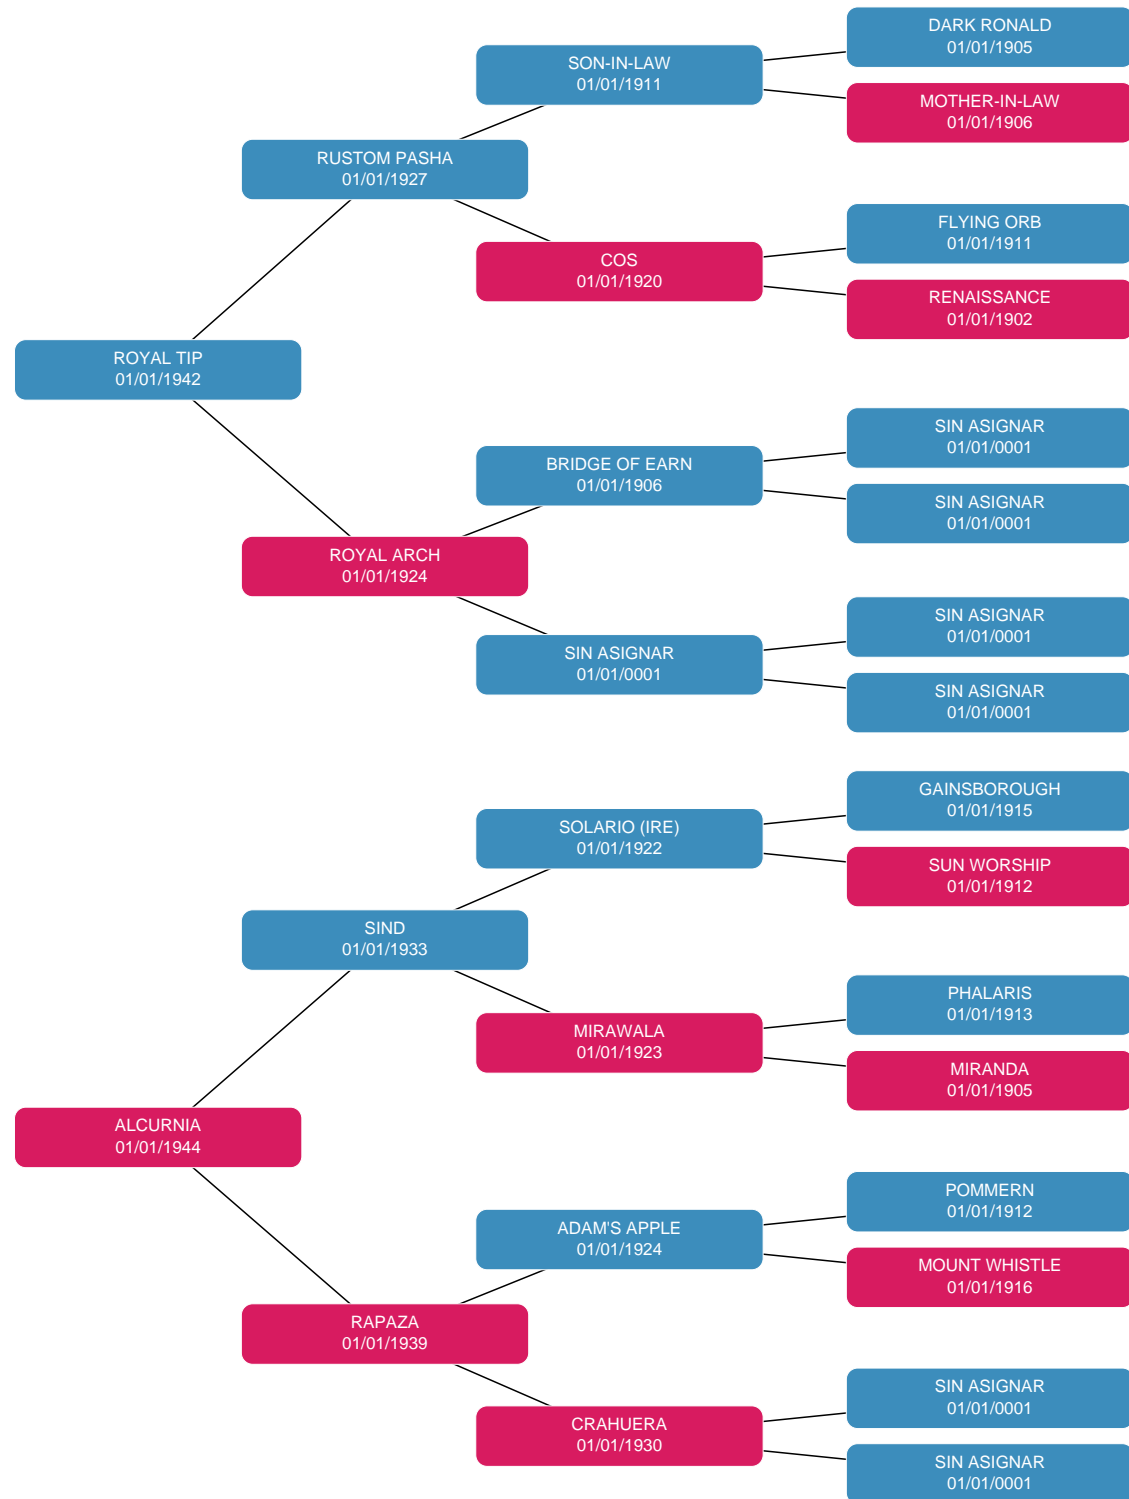 DARK RONALD
01/01/1905
SON-IN-LAW
01/01/1911
MOTHER-IN-LAW
01/01/1906
RUSTOM PASHA
01/01/1927
FLYING ORB
01/01/1911
COS
01/01/1920
RENAISSANCE
01/01/1902
ROYAL TIP
01/01/1942
SIN ASIGNAR
01/01/0001
BRIDGE OF EARN
01/01/1906
SIN ASIGNAR
01/01/0001
ROYAL ARCH
01/01/1924
SIN ASIGNAR
01/01/0001
SIN ASIGNAR
01/01/0001
SIN ASIGNAR
01/01/0001
GAINSBOROUGH
01/01/1915
SOLARIO (IRE)
01/01/1922
SUN WORSHIP
01/01/1912
SIND
01/01/1933
PHALARIS
01/01/1913
MIRAWALA
01/01/1923
MIRANDA
01/01/1905
ALCURNIA
01/01/1944
POMMERN
01/01/1912
ADAM'S APPLE
01/01/1924
MOUNT WHISTLE
01/01/1916
RAPAZA
01/01/1939
SIN ASIGNAR
01/01/0001
CRAHUERA
01/01/1930
SIN ASIGNAR
01/01/0001